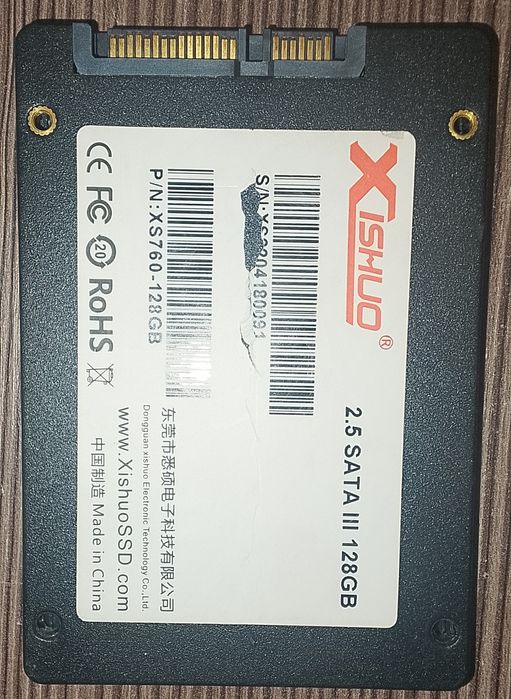 XISHUO®
2.5 SATA III 128GB
S/N:
P/N:XS760-128GB
东莞市悉硕电子科技有限公司
Dongguan xishuo Electronic Technology Co.,Ltd.
www.XishuoSSD.com
CE FC 20 RoHS
中国制造 Made in China